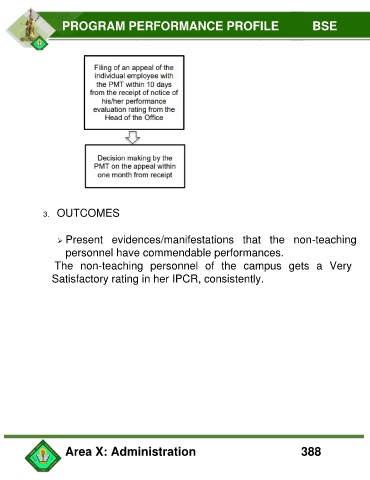 PROGRAM PERFORMANCE PROFILE BSE
Filing of an appeal of the
individual employee with
the PMT within 10 days
from the receipt of notice of
his/her performance
evaluation rating from the
Head of the Office
Decision making by the
PMT on the appeal within
one month from receipt
3. OUTCOMES
➢ Present evidences/manifestations that the non-teaching
personnel have commendable performances.
The non-teaching personnel of the campus gets a Very
Satisfactory rating in her IPCR, consistently.
Area X: Administration 388